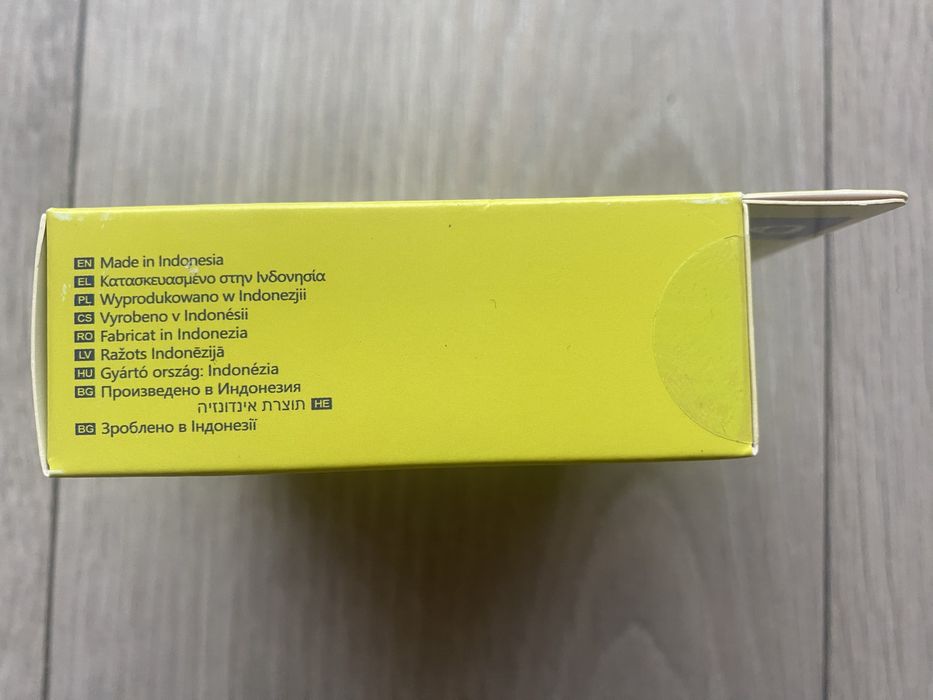 EN Made in Indonesia
EL Κατασκευασμένο στην Ινδονησία
PL Wyprodukowano w Indonezjii
CS Vyrobeno v Indonésii
RO Fabricat in Indonezia
LV Ražots Indonēzijā
HU Gyártó ország: Indonézia
BG Произведено в Индонезия
HE תוצרת אינדונזיה
BG Зроблено в Індонезії